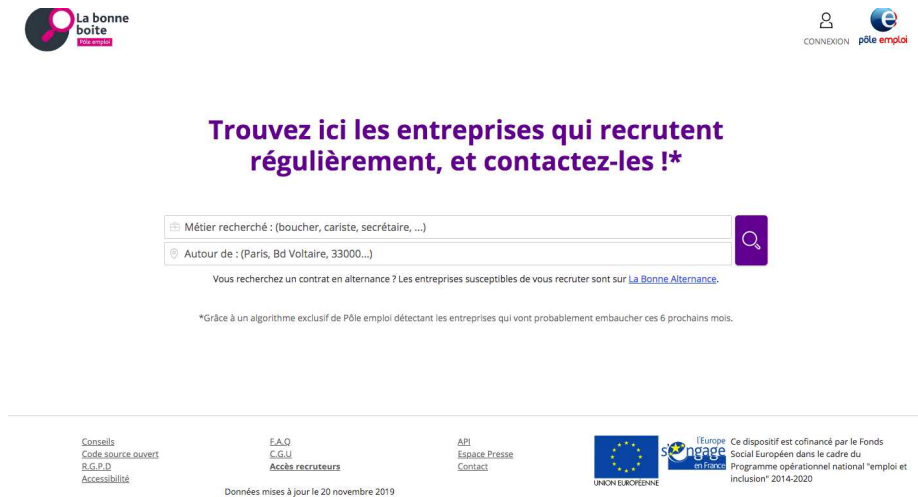 La bonne
boite
Pôle emploi
CONNEXION
pôle emploi
Trouvez ici les entreprises qui recrutent
régulièrement, et contactez-les !*
Métier recherché : (boucher, cariste, secrétaire, ...)
Autour de : (Paris, Bd Voltaire, 33000...)
Vous recherchez un contrat en alternance ? Les entreprises susceptibles de vous recruter sont sur La Bonne Alternance.
*Grâce à un algorithme exclusif de Pôle emploi détectant les entreprises qui vont probablement embaucher ces 6 prochains mois.
Conseils
Code source ouvert
R.G.P.D
Accessibilité
F.A.Q
C.G.U
Accès recruteurs
API
Espace Presse
Contact
UNION EUROPÉENNE
l'Europe
s'engage
en France
Ce dispositif est cofinancé par le Fonds
Social Européen dans le cadre du
Programme opérationnel national "emploi et
inclusion" 2014-2020
Données mises à jour le 20 novembre 2019